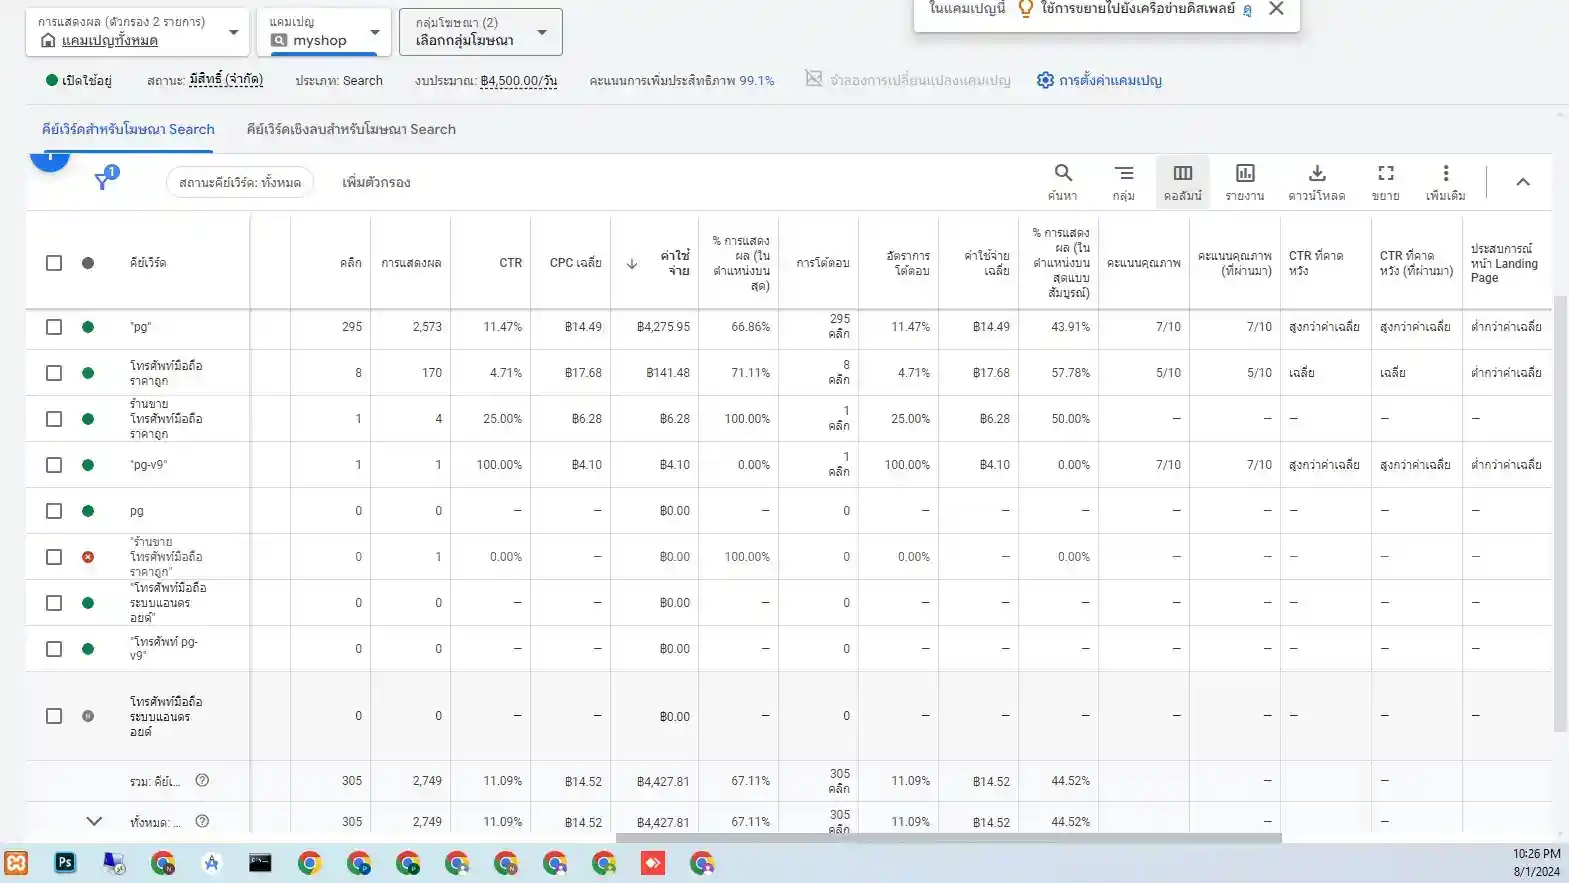 การแสดงผล (ตัวกรอง 2 รายการ)
แคมเปญทั้งหมด
แคมเปญ
myshop
กลุ่มโฆษณา (2)
เลือกกลุ่มโฆษณา
ในแคมเปญนี้
ใช้การขยายไปยังเครือข่ายดิสเพลย์ ดู
เปิดใช้อยู่
สถานะ: มีสิทธิ์ (จำกัด)
ประเภท: Search
งบประมาณ: ฿4,500.00/วัน
คะแนนการเพิ่มประสิทธิภาพ 99.1%
จำลองการเปลี่ยนแปลงแคมเปญ
การตั้งค่าแคมเปญ
คีย์เวิร์ดสำหรับโฆษณา Search
คีย์เวิร์ดเชิงลบสำหรับโฆษณา Search
1
สถานะคีย์เวิร์ด: ทั้งหมด
เพิ่มตัวกรอง
ค้นหา
กลุ่ม
คอลัมน์
รายงาน
ดาวน์โหลด
ขยาย
เพิ่มเติม
คีย์เวิร์ด
คลิก
การแสดงผล
CTR
CPC เฉลี่ย
ค่าใช้
จ่าย
% การแสดง
ผล (ใน
ตำแหน่งบน
สุด)
การโต้ตอบ
อัตราการ
โต้ตอบ
ค่าใช้จ่าย
เฉลี่ย
% การแสดง
ผล (ใน
ตำแหน่งบน
สุดแบบ
สัมบูรณ์)
คะแนนคุณภาพ
คะแนนคุณภาพ
(ที่ผ่านมา)
CTR ที่คาด
หวัง
CTR ที่คาด
หวัง (ที่ผ่านมา)
ประสบการณ์
หน้า Landing
Page
"pg" 295 2,573 11.47% ฿14.49 ฿4,275.95 66.86% 295 คลิก 11.47% ฿14.49 43.91% 7/10 7/10 สูงกว่าค่าเฉลี่ย สูงกว่าค่าเฉลี่ย ต่ำกว่าค่าเฉลี่ย
โทรศัพท์มือถือ
ราคาถูก
8 170 4.71% ฿17.68 ฿141.48 71.11% 8 คลิก 4.71% ฿17.68 57.78% 5/10 5/10 เฉลี่ย เฉลี่ย ต่ำกว่าค่าเฉลี่ย
ร้านขาย
โทรศัพท์มือถือ
ราคาถูก
1 4 25.00% ฿6.28 ฿6.28 100.00% 1 คลิก 25.00% ฿6.28 50.00% — — — — —
"pg-v9" 1 1 100.00% ฿4.10 ฿4.10 0.00% 1 คลิก 100.00% ฿4.10 0.00% 7/10 7/10 สูงกว่าค่าเฉลี่ย สูงกว่าค่าเฉลี่ย ต่ำกว่าค่าเฉลี่ย
pg 0 0 — — ฿0.00 — 0 — — — — — — — —
"ร้านขาย
โทรศัพท์มือถือ
ราคาถูก"
0 1 0.00% — ฿0.00 100.00% 0 0.00% — 0.00% — — — — —
"โทรศัพท์มือถือ
ระบบแอนดร
อยด์"
0 0 — — ฿0.00 — 0 — — — — — — — —
"โทรศัพท์ pg-
v9"
0 0 — — ฿0.00 — 0 — — — — — — — —
โทรศัพท์มือถือ
ระบบแอนดร
อยด์
0 0 — — ฿0.00 — 0 — — — — — — — —
รวม: คีย์เ... 305 2,749 11.09% ฿14.52 ฿4,427.81 67.11% 305 คลิก 11.09% ฿14.52 44.52% — —
ทั้งหมด: ... 305 2,749 11.09% ฿14.52 ฿4,427.81 67.11% 305 คลิก 11.09% ฿14.52 44.52% — —
Ps
10:26 PM
8/1/2024